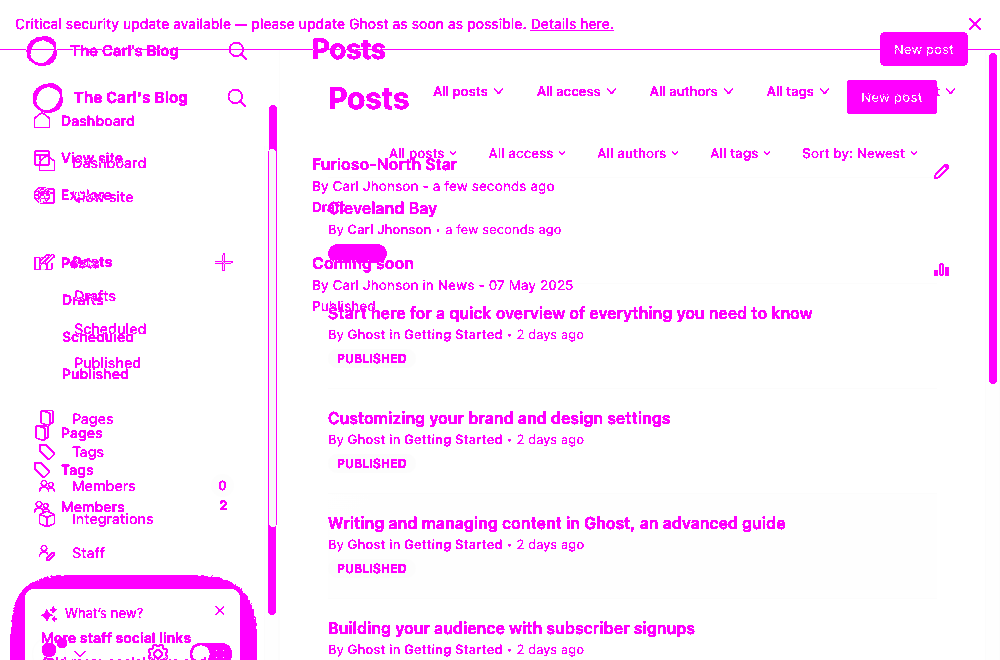 Critical security update available — please update Ghost as soon as possible. Details here.
The Carl's Blog
Posts
New post
The Carl's Blog
Posts
All posts
All access
All authors
All tags
New post
t
Dashboard
View site
Dashboard
View site
Explore
All posts
All access
All authors
All tags
Sort by: Newest
Furioso-North Star
By Carl Jhonson - a few seconds ago
Draft
Cleveland Bay
By Carl Jhonson • a few seconds ago
Posts
Posts
Coming soon
By Carl Jhonson in News - 07 May 2025
Published
Drafts
Drafts
Start here for a quick overview of everything you need to know
By Ghost in Getting Started • 2 days ago
PUBLISHED
Scheduled
Scheduled
Published
Published
Customizing your brand and design settings
By Ghost in Getting Started • 2 days ago
PUBLISHED
Pages
Pages
Tags
Tags
Members 0
Members 2
Integrations
Staff
Writing and managing content in Ghost, an advanced guide
By Ghost in Getting Started • 2 days ago
PUBLISHED
What's new?
More staff social links
Building your audience with subscriber signups
By Ghost in Getting Started • 2 days ago